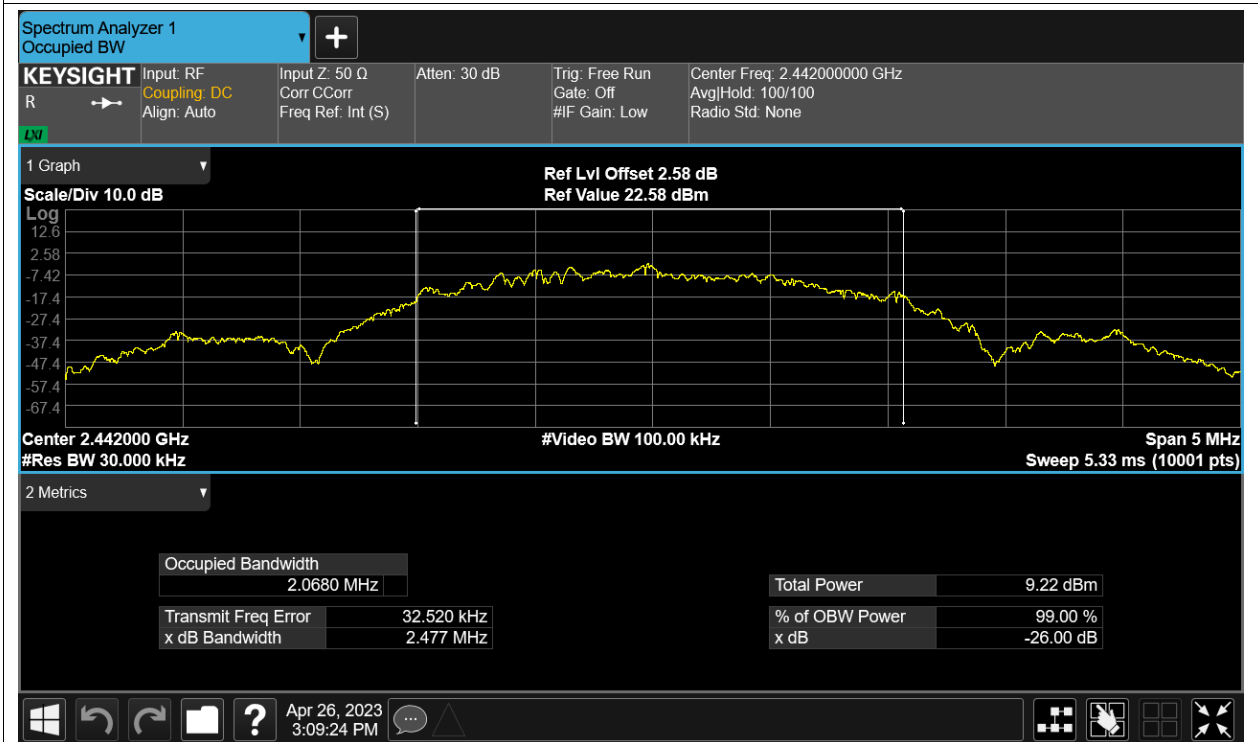 Spectrum Analyzer 1
Occupied BW
KEYSIGHT
R
LXI
Input: RF
Coupling: DC
Align: Auto
Input Z: 50 Ω
Corr CCorr
Freq Ref: Int (S)
Atten: 30 dB
Trig: Free Run
Gate: Off
#IF Gain: Low
Center Freq: 2.442000000 GHz
Avg|Hold: 100/100
Radio Std: None
1 Graph
Scale/Div 10.0 dB
Ref Lvl Offset 2.58 dB
Ref Value 22.58 dBm
Log
12.6
2.58
-7.42
-17.4
-27.4
-37.4
-47.4
-57.4
-67.4
Center 2.442000 GHz
#Video BW 100.00 kHz
Span 5 MHz
#Res BW 30.000 kHz
Sweep 5.33 ms (10001 pts)
2 Metrics
Occupied Bandwidth
2.0680 MHz
Total Power 9.22 dBm
Transmit Freq Error 32.520 kHz
% of OBW Power 99.00 %
x dB Bandwidth 2.477 MHz
x dB -26.00 dB
?
Apr 26, 2023
3:09:24 PM